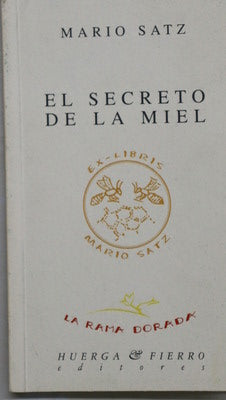 MARIO SATZ
EL SECRETO
DE LA MIEL
EX-LIBRIS
MARIO SATZ
LA RAMA DORADA
HUERGA & FIERRO
editores